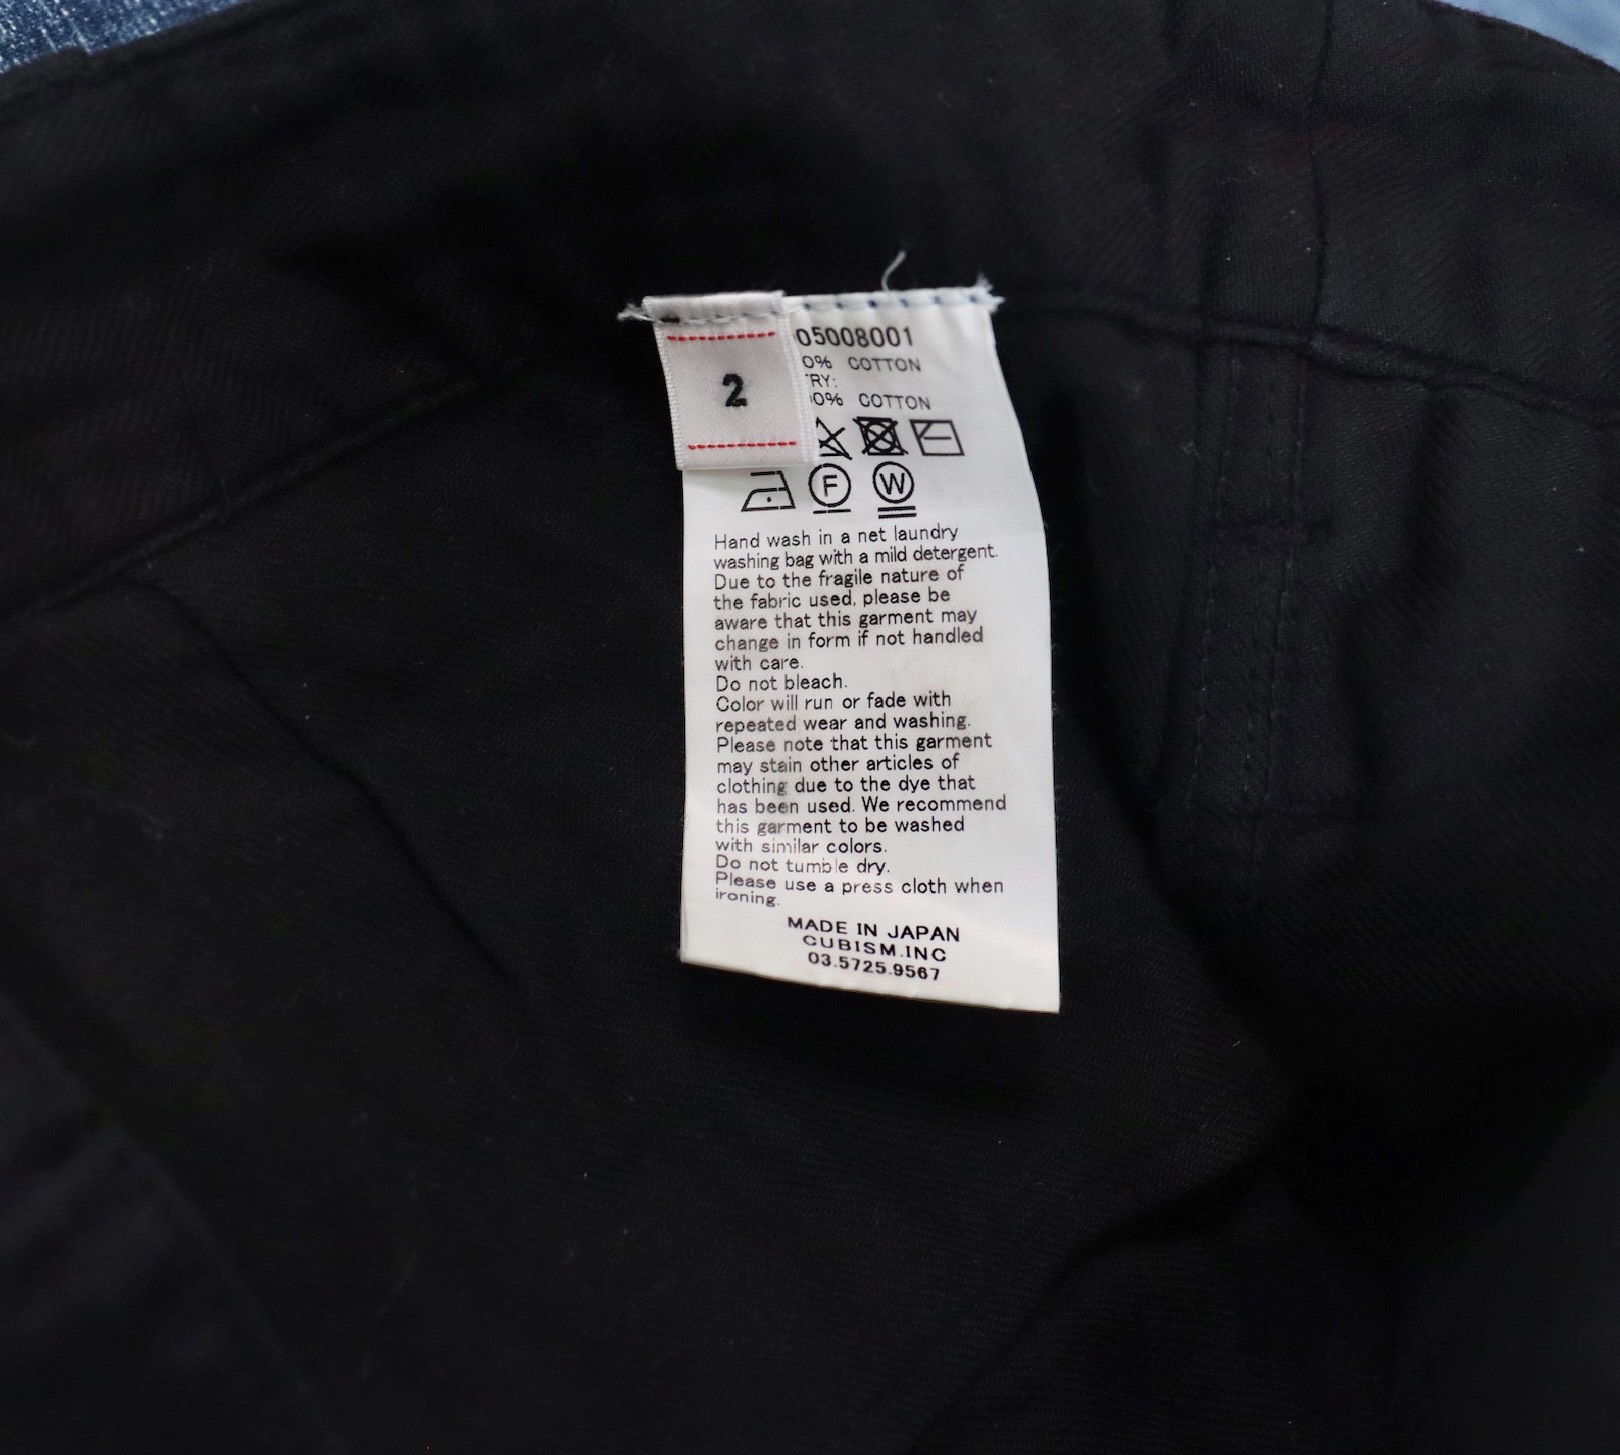 2
05008001
0% COTTON
RY:
00% COTTON
F W
Hand wash in a net laundry
washing bag with a mild detergent.
Due to the fragile nature of
the fabric used, please be
aware that this garment may
change in form if not handled
with care.
Do not bleach.
Color will run or fade with
repeated wear and washing.
Please note that this garment
may stain other articles of
clothing due to the dye that
has been used. We recommend
this garment to be washed
with similar colors.
Do not tumble dry.
Please use a press cloth when
ironing.
MADE IN JAPAN
CUBISM.INC
03.5725.9567